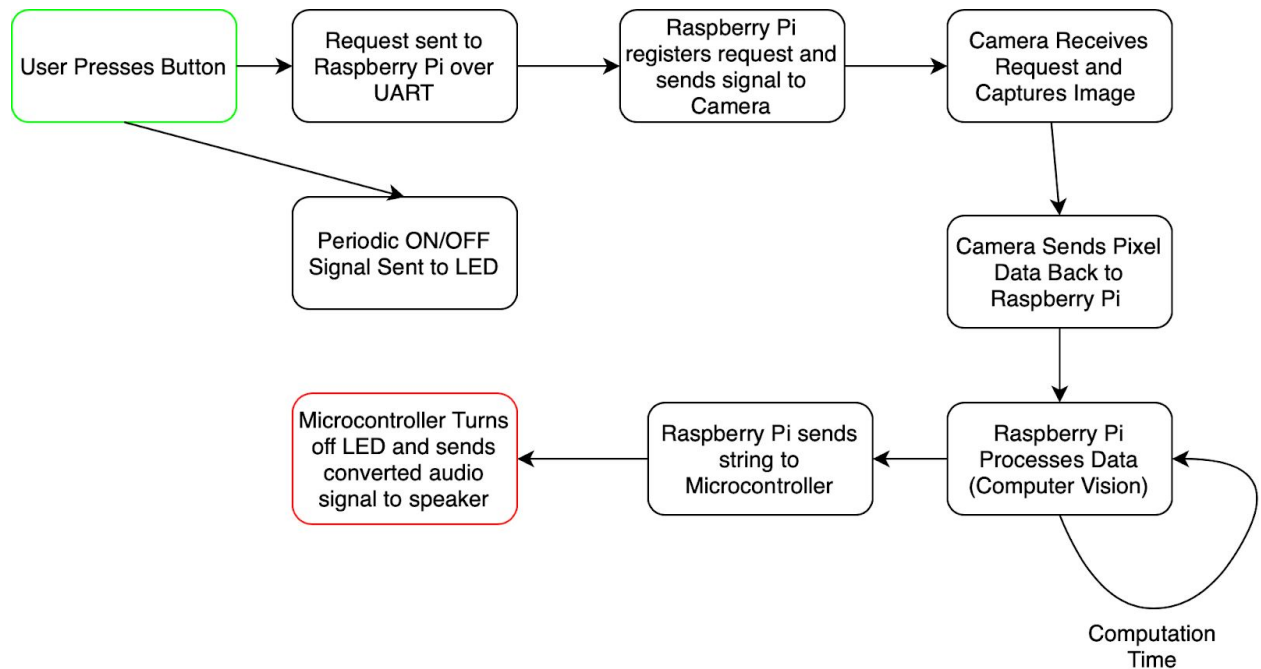 User Presses Button
Request sent to
Raspberry Pi over
UART
Raspberry Pi
registers request and
sends signal to
Camera
Camera Receives
Request and
Captures Image
Periodic ON/OFF
Signal Sent to LED
Camera Sends Pixel
Data Back to
Raspberry Pi
Microcontroller Turns
off LED and sends
converted audio
signal to speaker
Raspberry Pi sends
string to
Microcontroller
Raspberry Pi
Processes Data
(Computer Vision)
Computation
Time